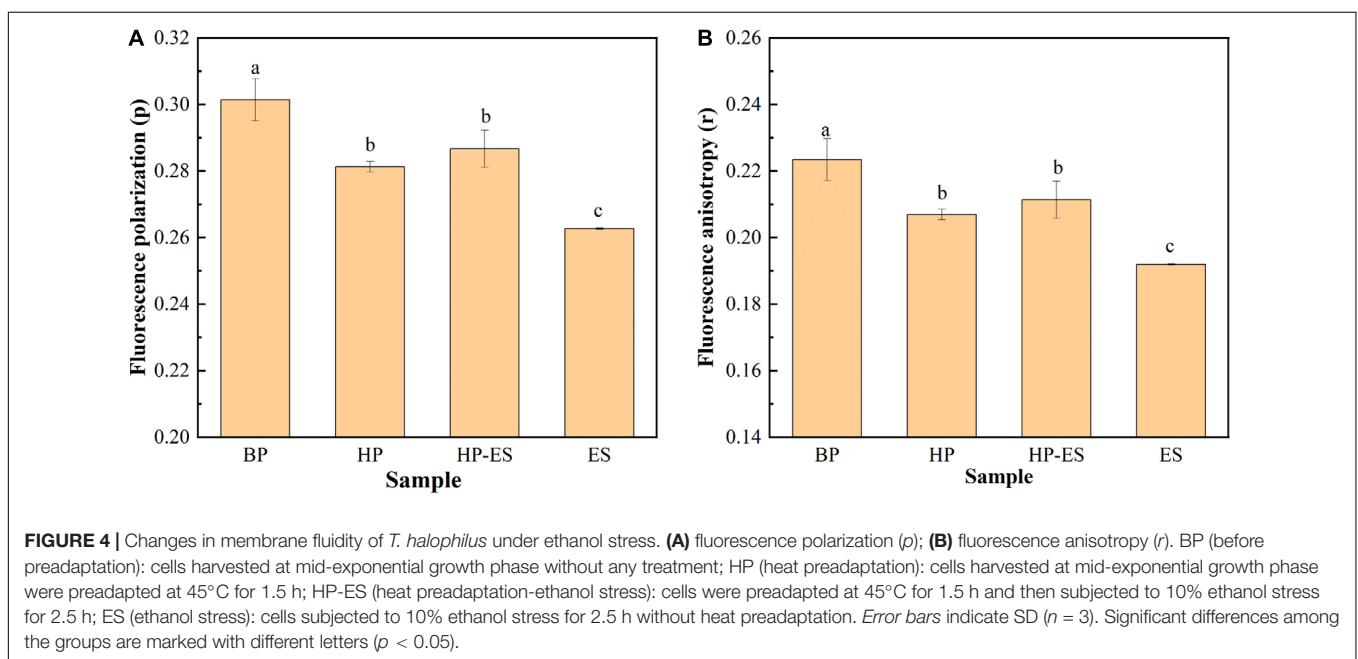 A
0.32
0.30
0.28
0.26
0.24
0.22
0.20
Fluorescence polarization (p)
a
b
b
c
BP HP HP-ES ES
Sample
B
0.26
0.24
0.22
0.20
0.18
0.16
0.14
Fluorescence anisotropy (r)
a
b
b
c
BP HP HP-ES ES
Sample
FIGURE 4 | Changes in membrane fluidity of T. halophilus under ethanol stress. (A) fluorescence polarization (p); (B) fluorescence anisotropy (r). BP (before
preadaptation): cells harvested at mid-exponential growth phase without any treatment; HP (heat preadaptation): cells harvested at mid-exponential growth phase
were preadapted at 45°C for 1.5 h; HP-ES (heat preadaptation-ethanol stress): cells were preadapted at 45°C for 1.5 h and then subjected to 10% ethanol stress
for 2.5 h; ES (ethanol stress): cells subjected to 10% ethanol stress for 2.5 h without heat preadaptation. Error bars indicate SD (n = 3). Significant differences among
the groups are marked with different letters (p < 0.05).